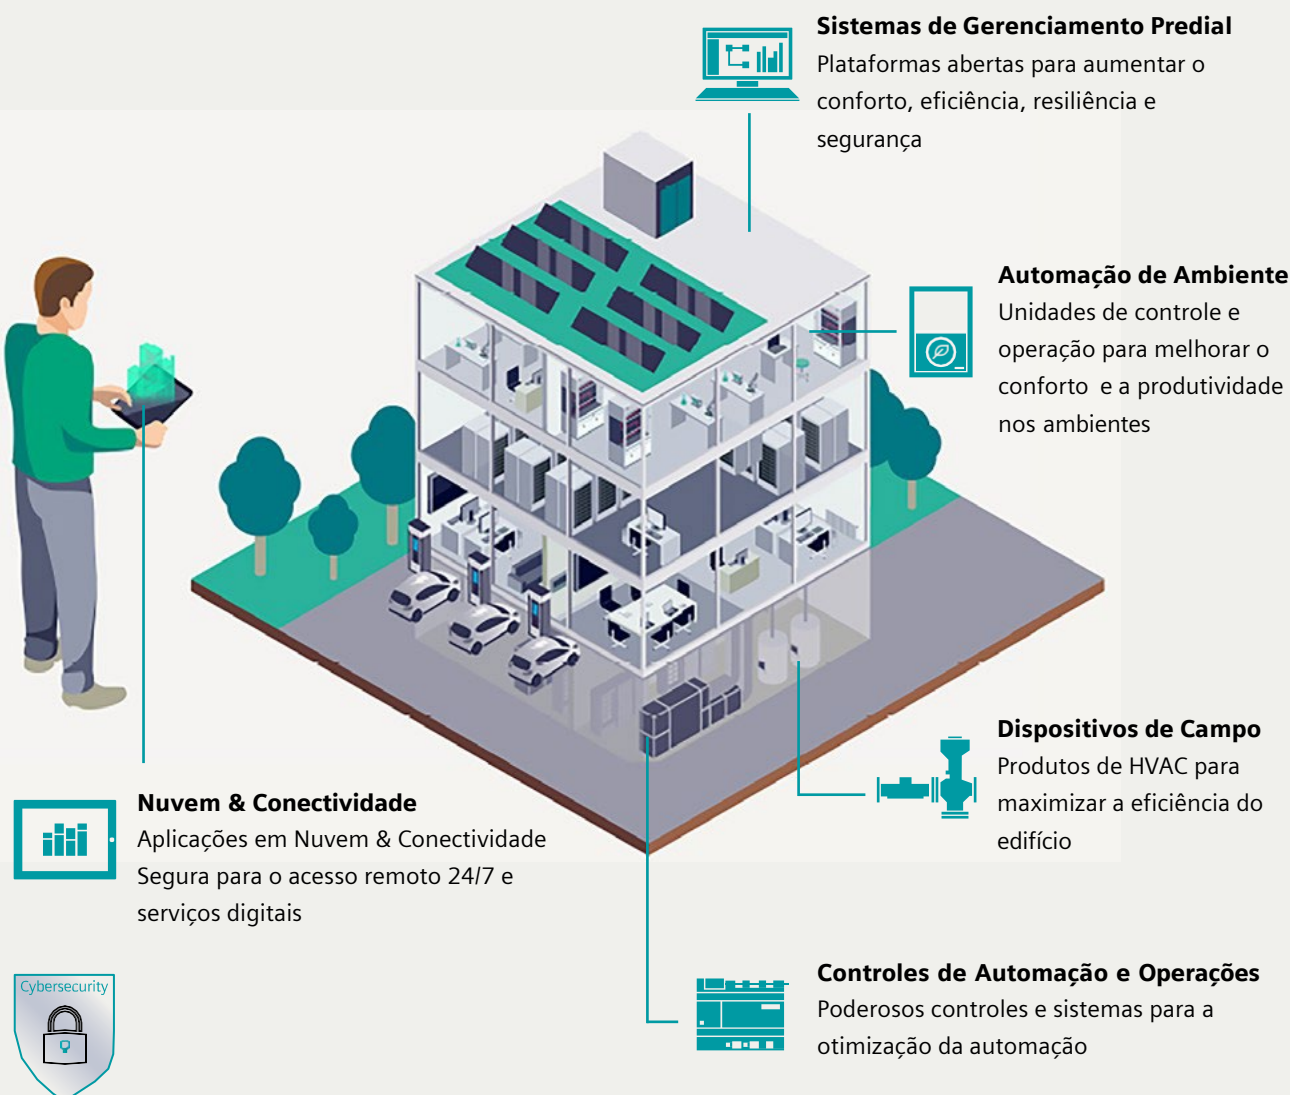 Sistemas de Gerenciamento Predial
Plataformas abertas para aumentar o
conforto, eficiência, resiliência e
segurança
Automação de Ambiente
Unidades de controle e
operação para melhorar o
conforto e a produtividade
nos ambientes
Dispositivos de Campo
Produtos de HVAC para
maximizar a eficiência do
edifício
Nuvem & Conectividade
Aplicações em Nuvem & Conectividade
Segura para o acesso remoto 24/7 e
serviços digitais
Cybersecurity
Controles de Automação e Operações
Poderosos controles e sistemas para a
otimização da automação